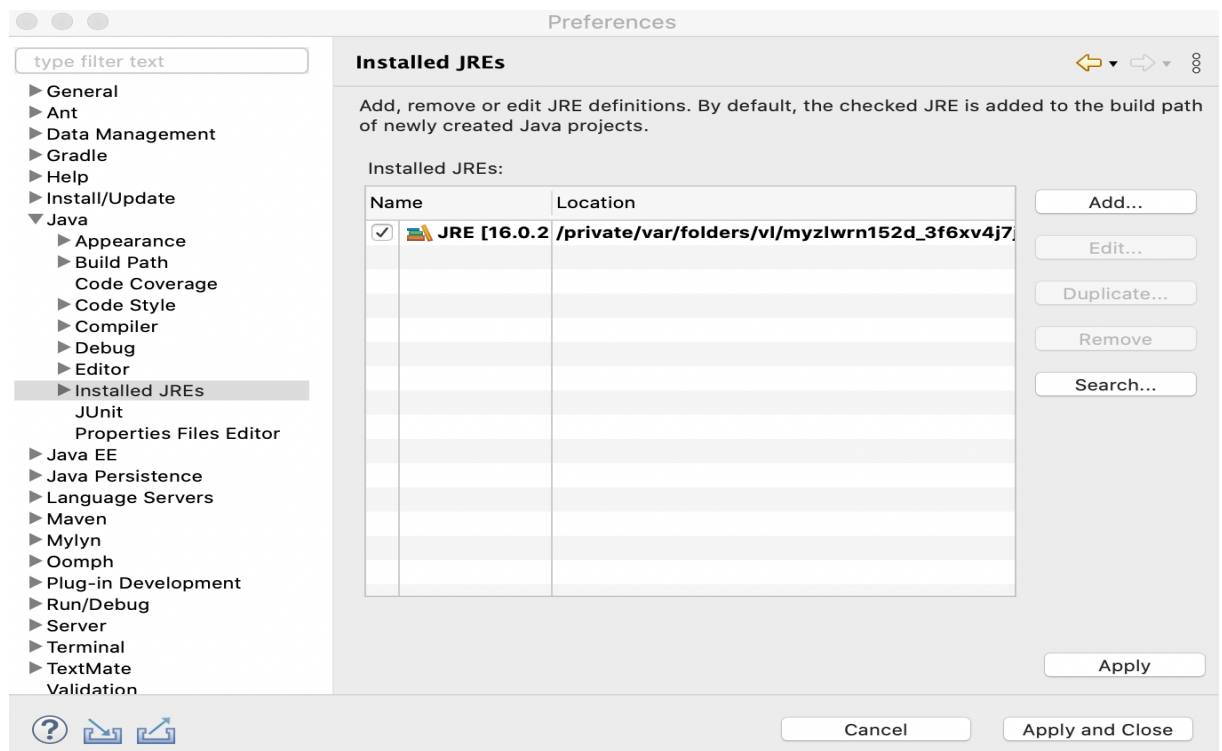 Preferences
type filter text
General
Ant
Data Management
Gradle
Help
Install/Update
Java
Appearance
Build Path
Code Coverage
Code Style
Compiler
Debug
Editor
Installed JREs
JUnit
Properties Files Editor
Java EE
Java Persistence
Language Servers
Maven
Mylyn
Oomph
Plug-in Development
Run/Debug
Server
Terminal
TextMate
Validation
Installed JREs
Add, remove or edit JRE definitions. By default, the checked JRE is added to the build path
of newly created Java projects.
Installed JREs:
Name Location
JRE [16.0.2 /private/var/folders/vl/myzlwrn152d_3f6xv4j7j
Add...
Edit...
Duplicate...
Remove
Search...
Apply
?
Cancel
Apply and Close